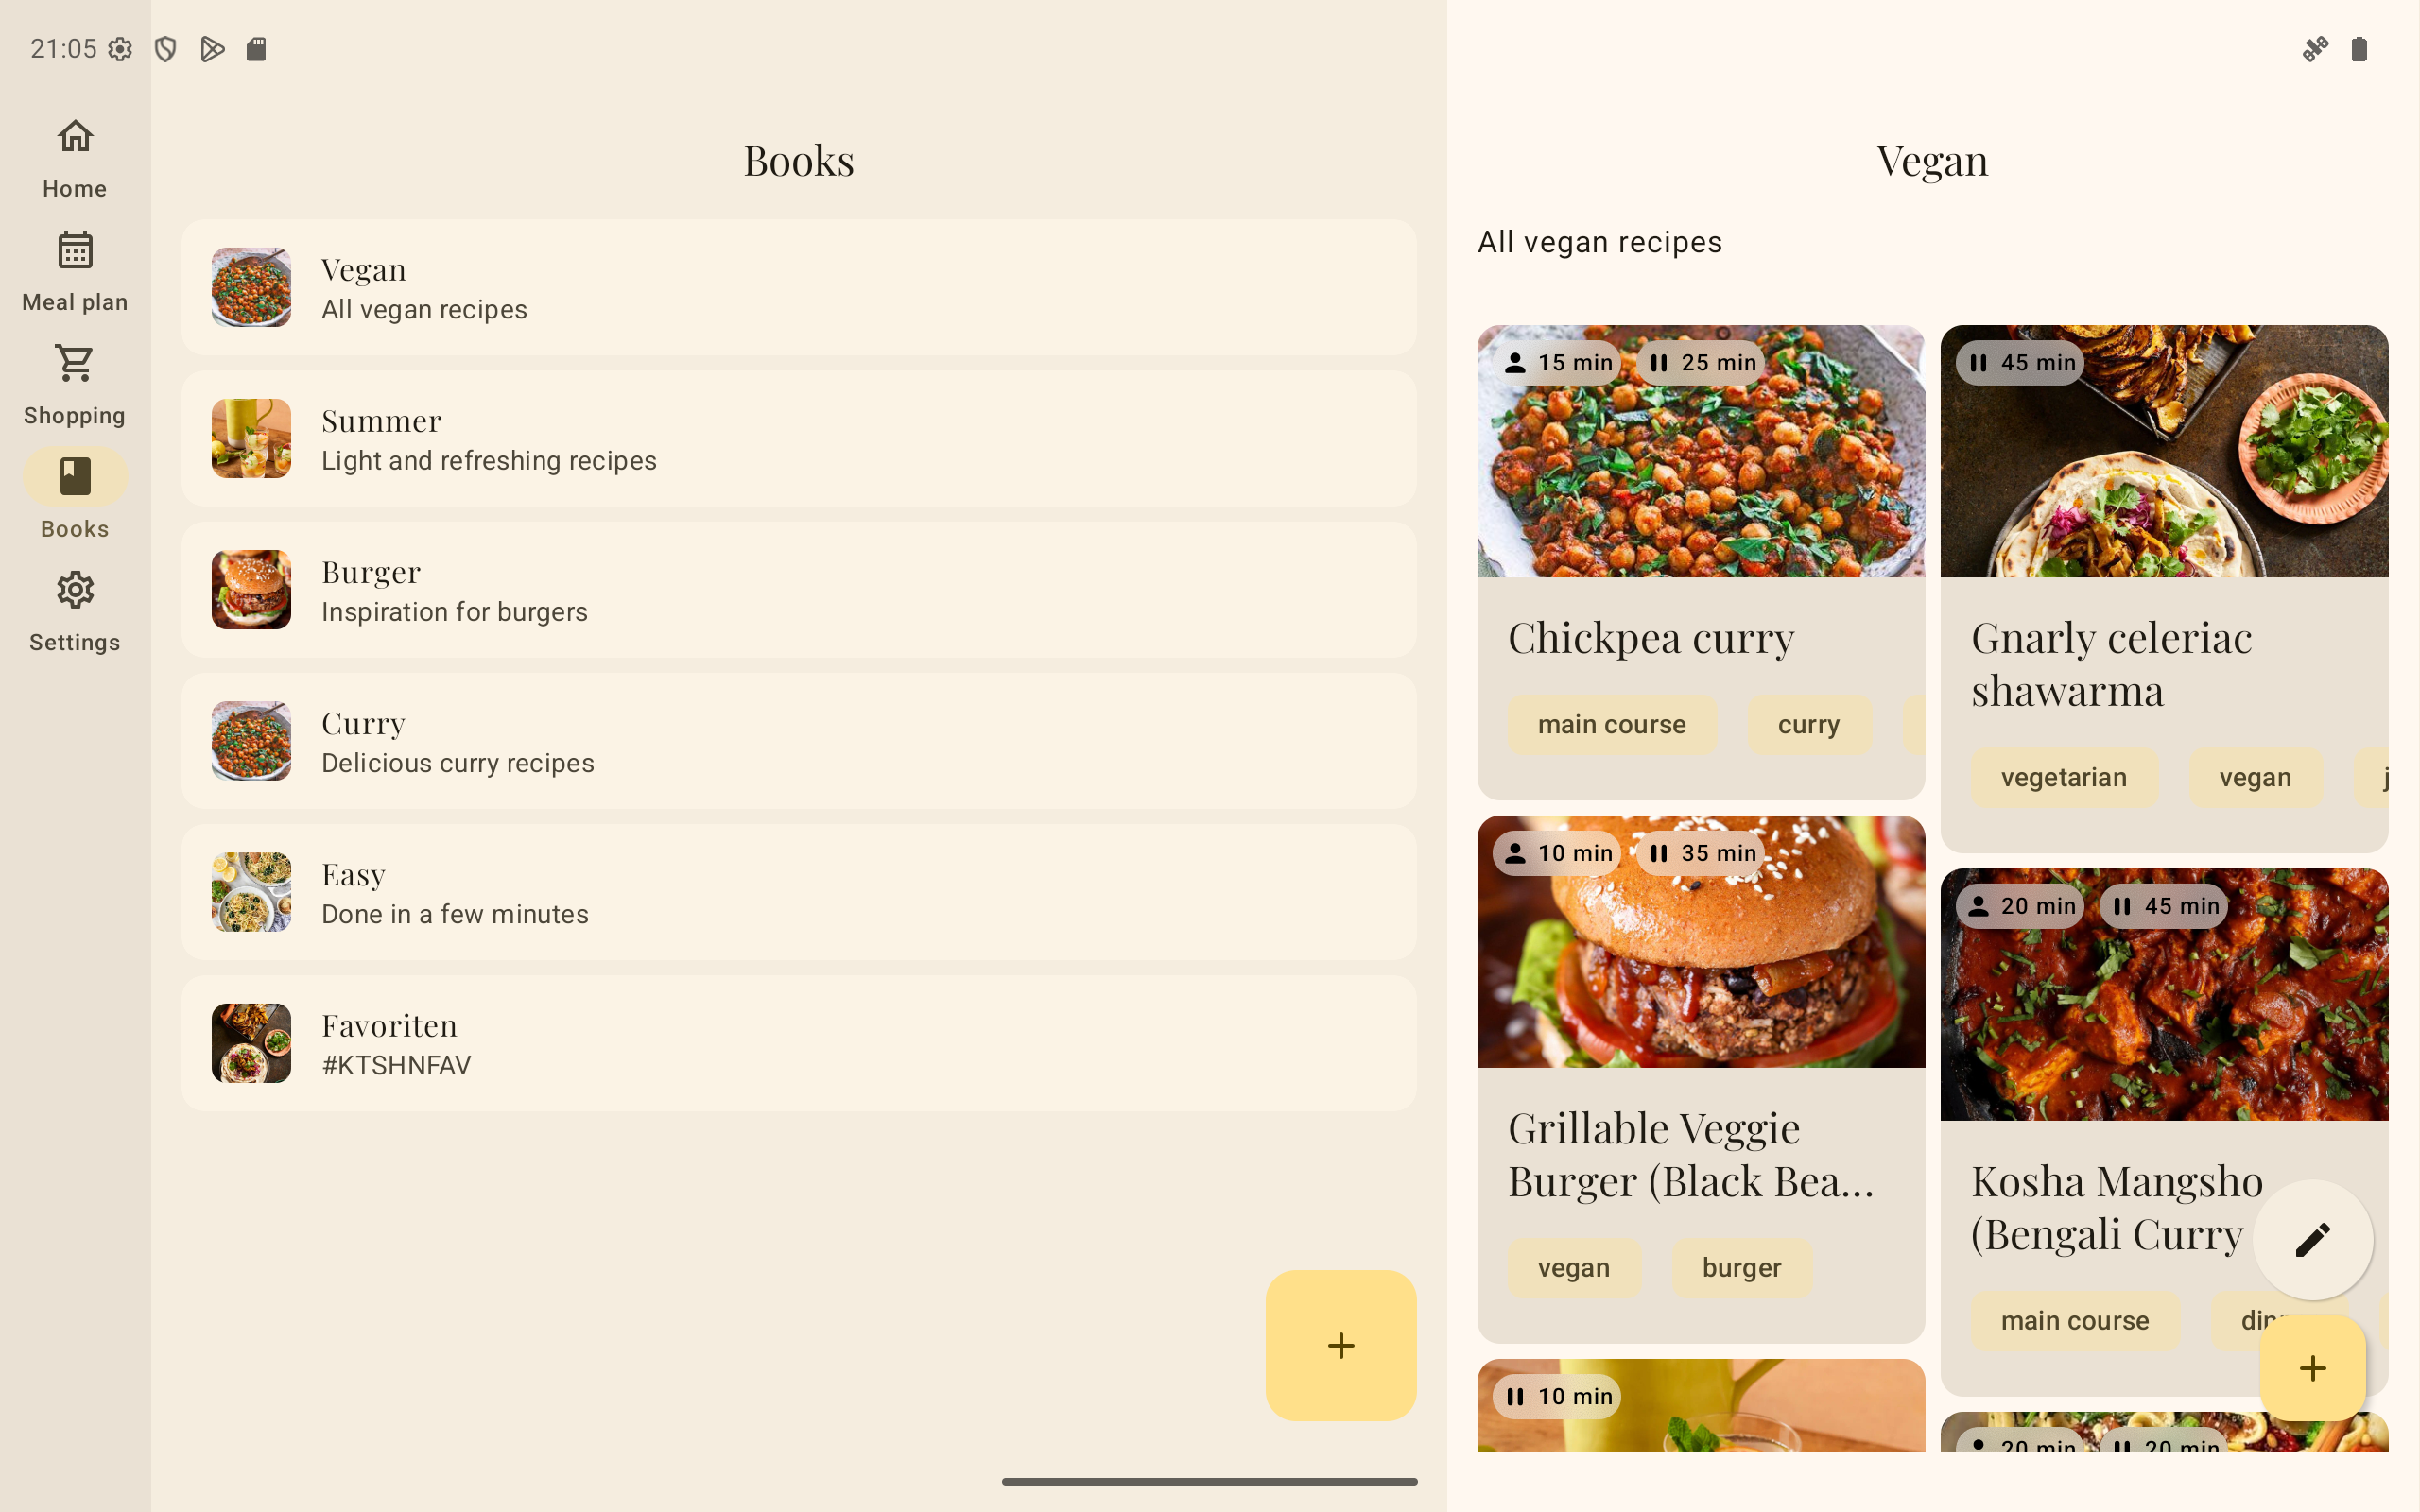 21:05
Home
Meal plan
Shopping
Books
Settings
Books
Vegan
All vegan recipes
Summer
Light and refreshing recipes
Burger
Inspiration for burgers
Curry
Delicious curry recipes
Easy
Done in a few minutes
Favoriten
#KTSHNFAV
+
Vegan
All vegan recipes
15 min 25 min
Chickpea curry
main course curry
45 min
Gnarly celeriac
shawarma
vegetarian vegan j
10 min 35 min
Grillable Veggie
Burger (Black Bea...
vegan burger
20 min 45 min
Kosha Mangsho
(Bengali Curry
main course
10 min
20 min 20 min
+